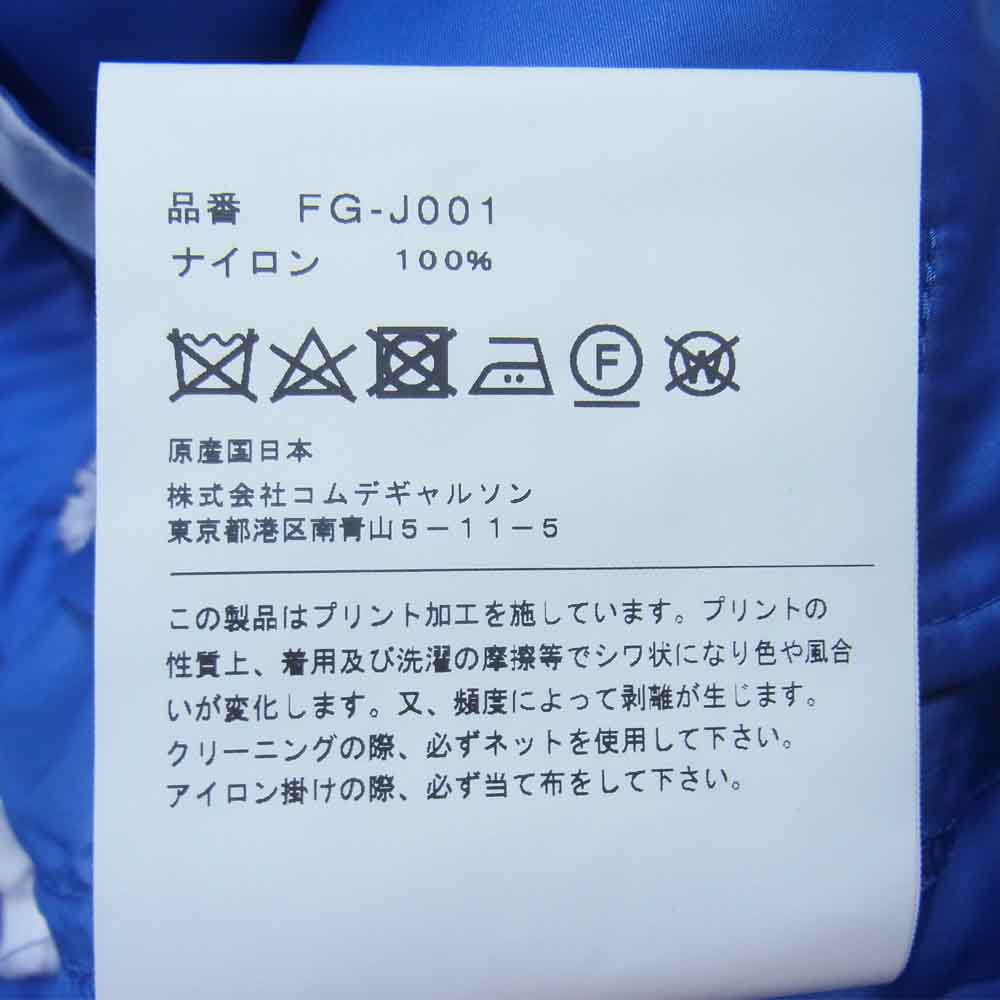 品番 FG-J001
ナイロン 100%
F W
原産国日本
株式会社コムデギャルソン
東京都港区南青山5-11-5
この製品はプリント加工を施しています。プリントの
性質上、着用及び洗濯の摩擦等でシワ状になり色や風合
いが変化します。又、頻度によって剥離が生じます。
クリーニングの際、必ずネットを使用して下さい。
アイロン掛けの際、必ず当て布をして下さい。